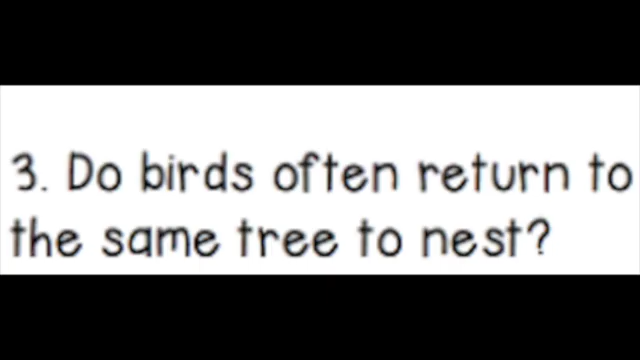 3. Do birds often return to
the same tree to nest?